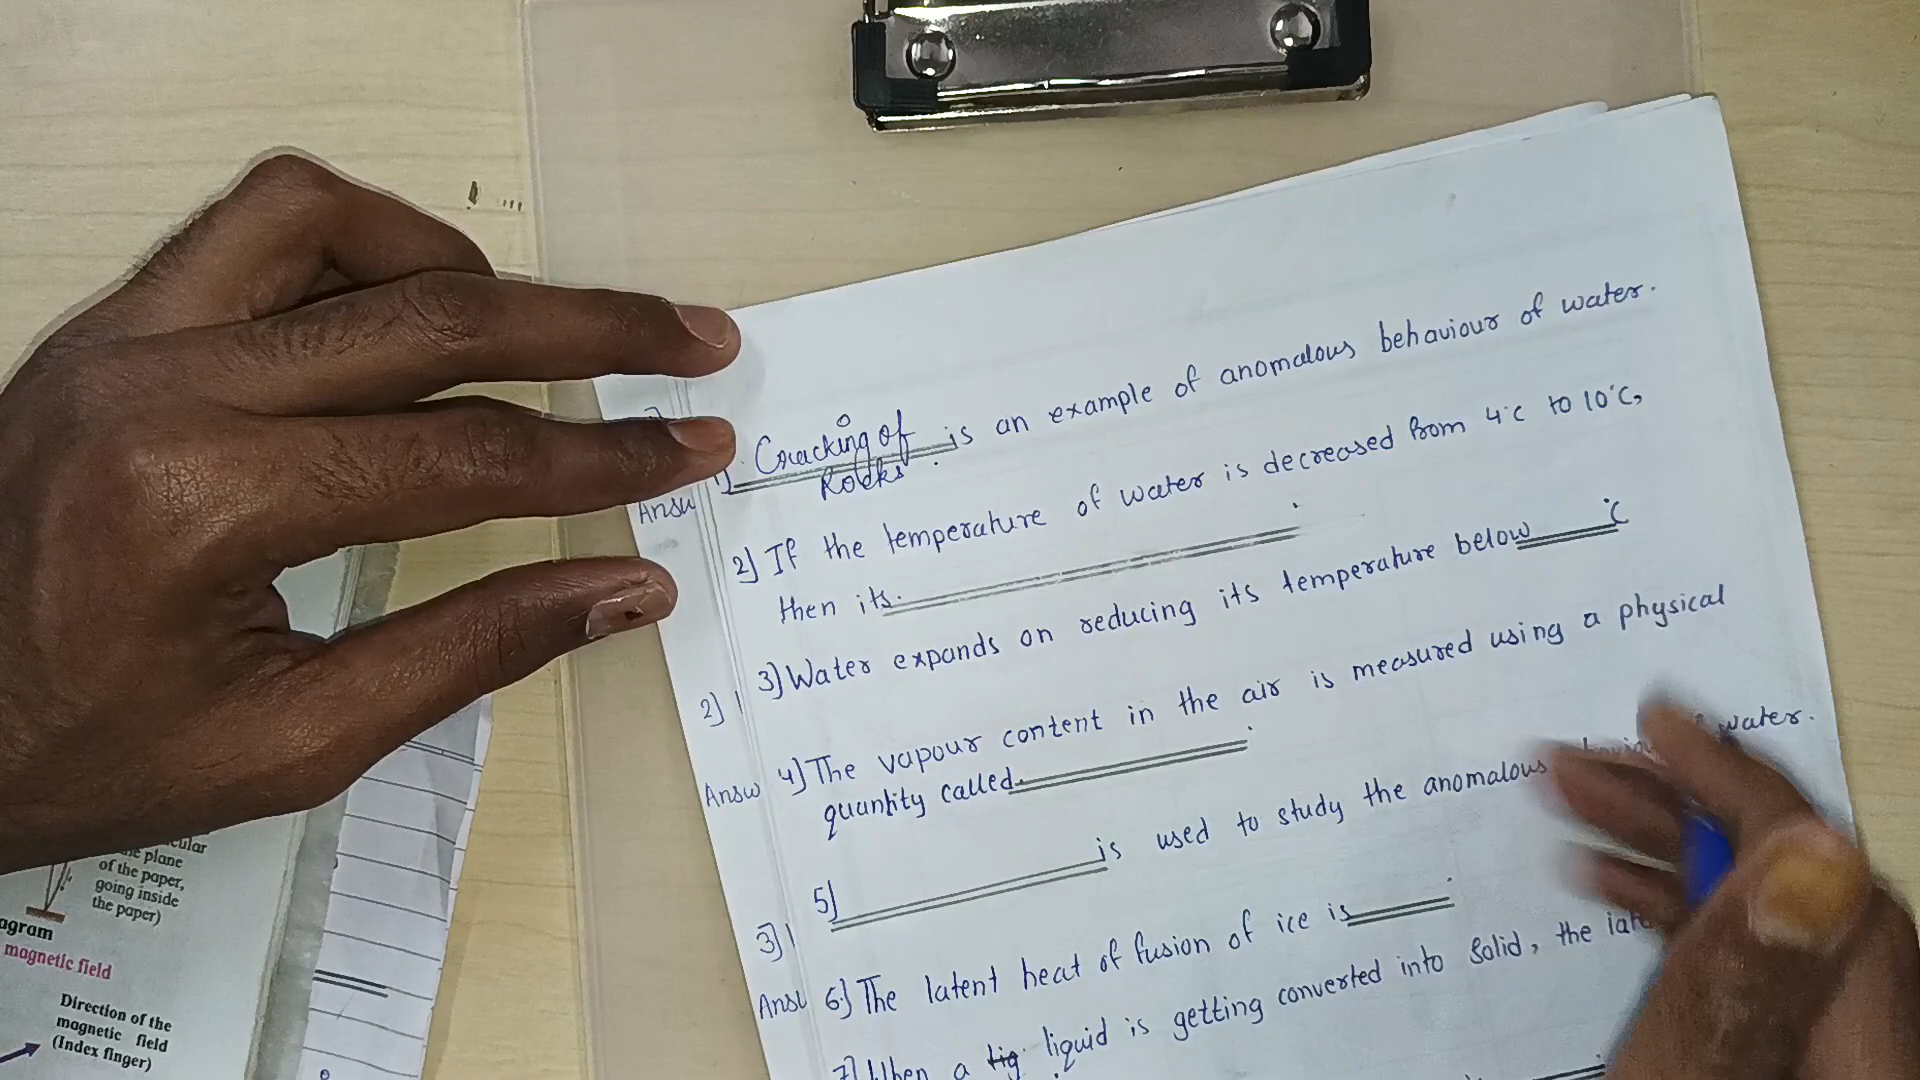 1) Cracking of Rocks. is an example of anomalous behaviour of water.
Answ
2) If the temperature of water is decreased from 4°C to 10°C,
then its.
3) Water expands on reducing its temperature below °C
2)
4) The vapour content in the air is measured using a physical
Answ
quantity called.
5) is used to study the anomalous water.
3)
6.) The latent heat of fusion of ice is
Ans
7) When a liquid is getting converted into solid, the
cular
plane
of the paper,
going inside
the paper)
agram
magnetic field
Direction of the
magnetic field
(Index finger)